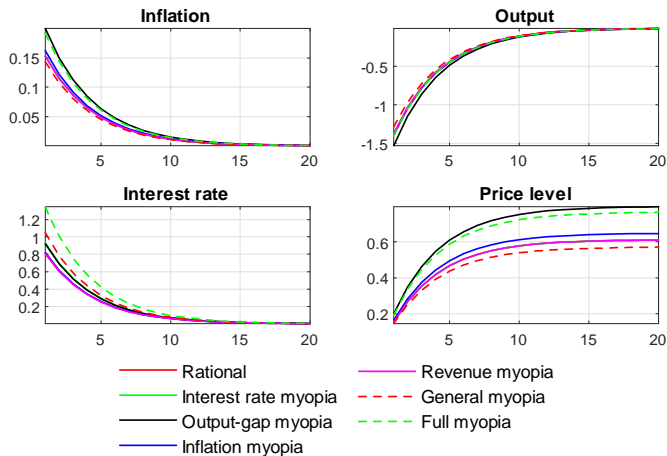 Inflation
0.15
0.1
0.05
5
10
15
20
Output
-0.5
-1
-1.5
5
10
15
20
Interest rate
1.2
1
0.8
0.6
0.4
0.2
5
10
15
20
Price level
0.6
0.4
0.2
5
10
15
20
Rational
Interest rate myopia
Output-gap myopia
Inflation myopia
Revenue myopia
General myopia
Full myopia